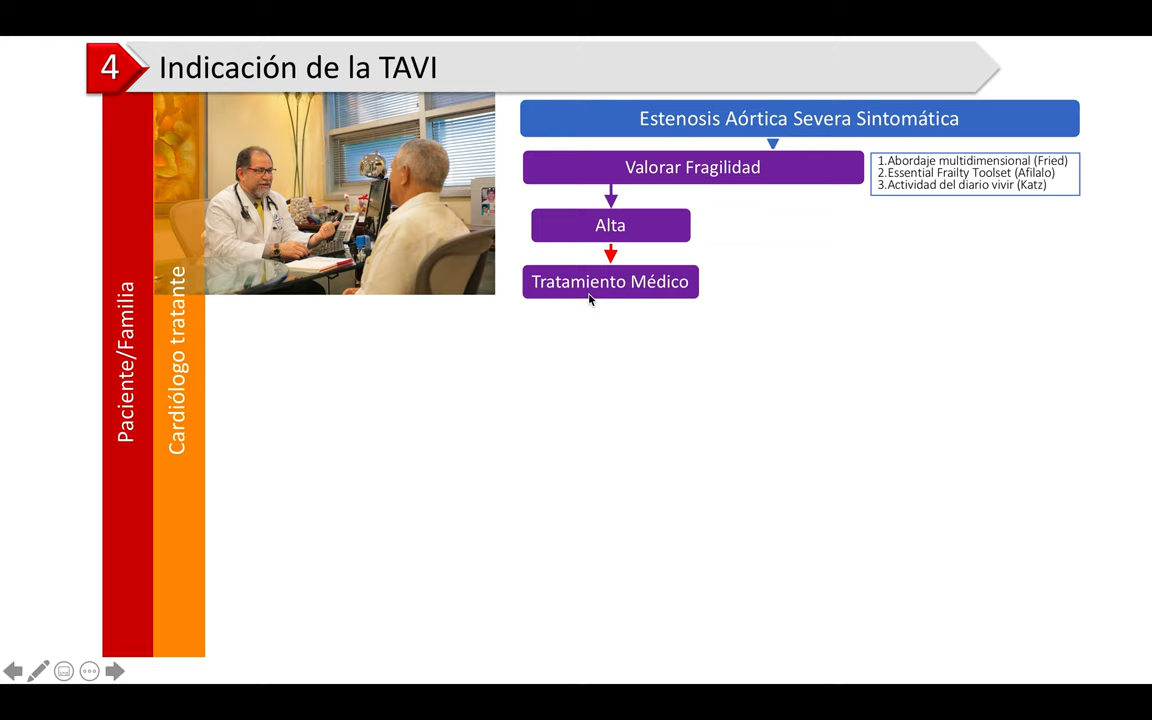 4
Indicación de la TAVI
Estenosis Aórtica Severa Sintomática
Valorar Fragilidad
1.Abordaje multidimensional (Fried)
2.Essential Frailty Toolset (Afilalo)
3.Actividad del diario vivir (Katz)
Alta
Tratamiento Médico
Paciente/Familia
Cardiólogo tratante